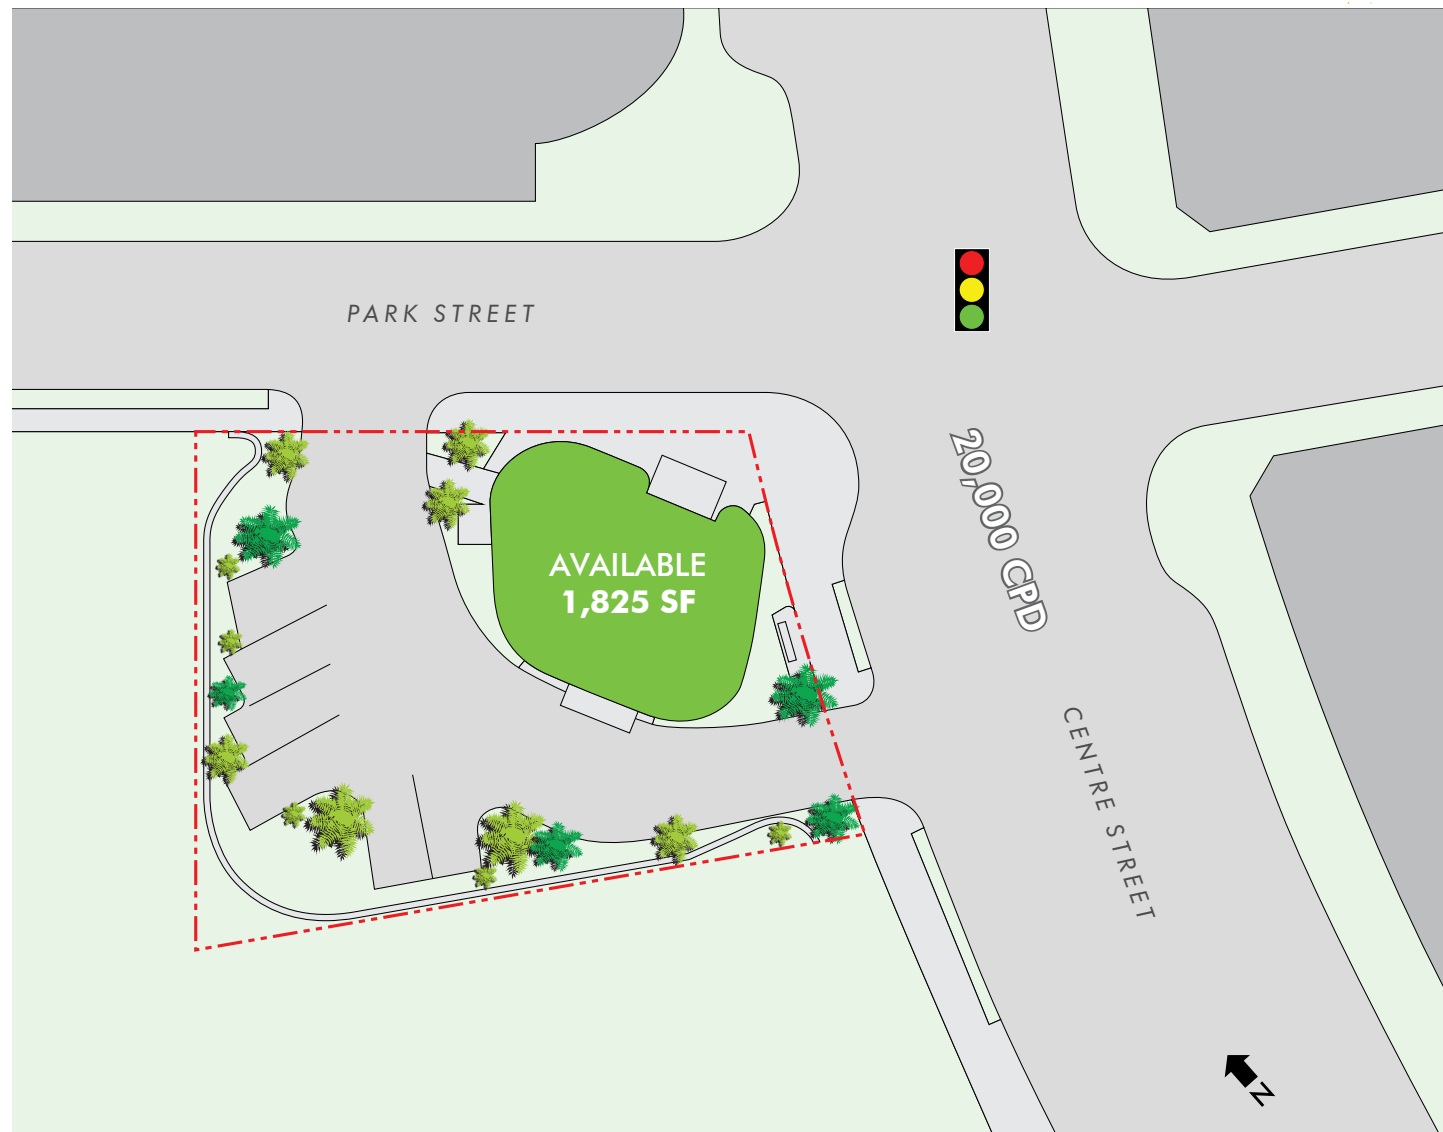 PARK STREET
20,000 CPD
AVAILABLE
1,825 SF
CENTRE STREET
N